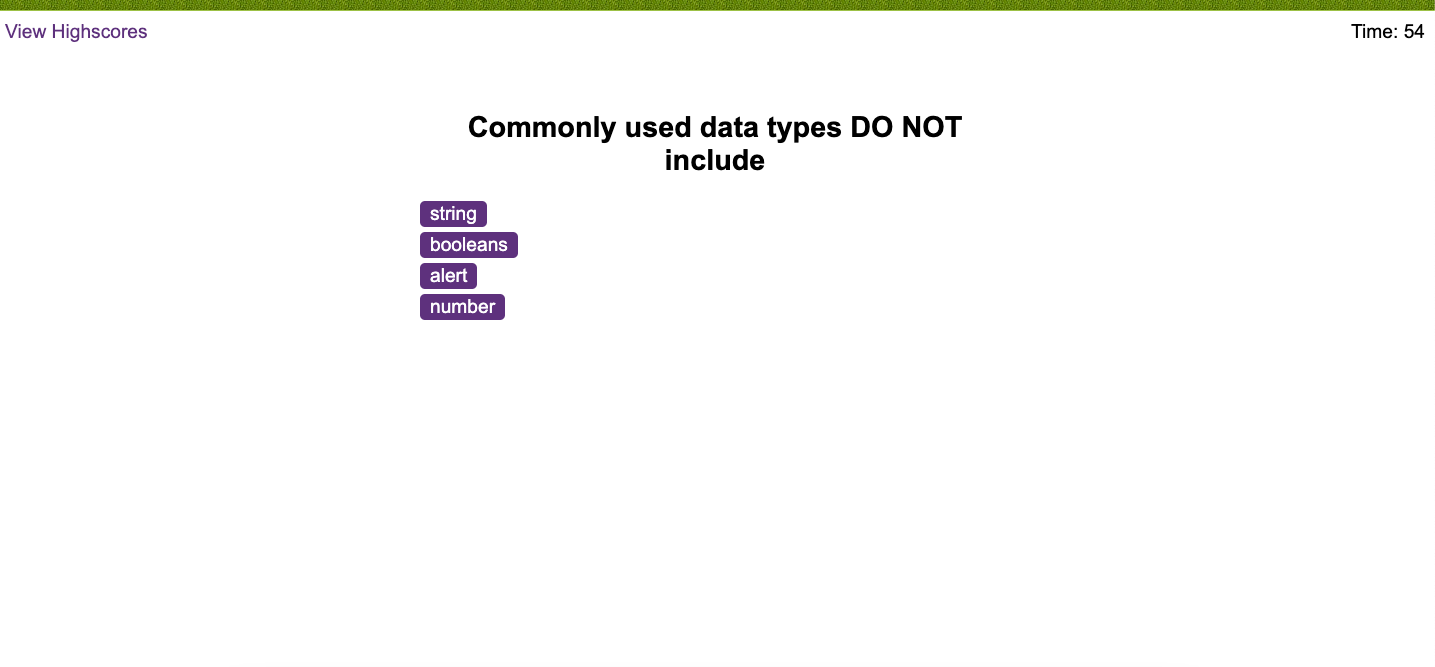 View Highscores
Time: 54
Commonly used data types DO NOT
include
string
booleans
alert
number